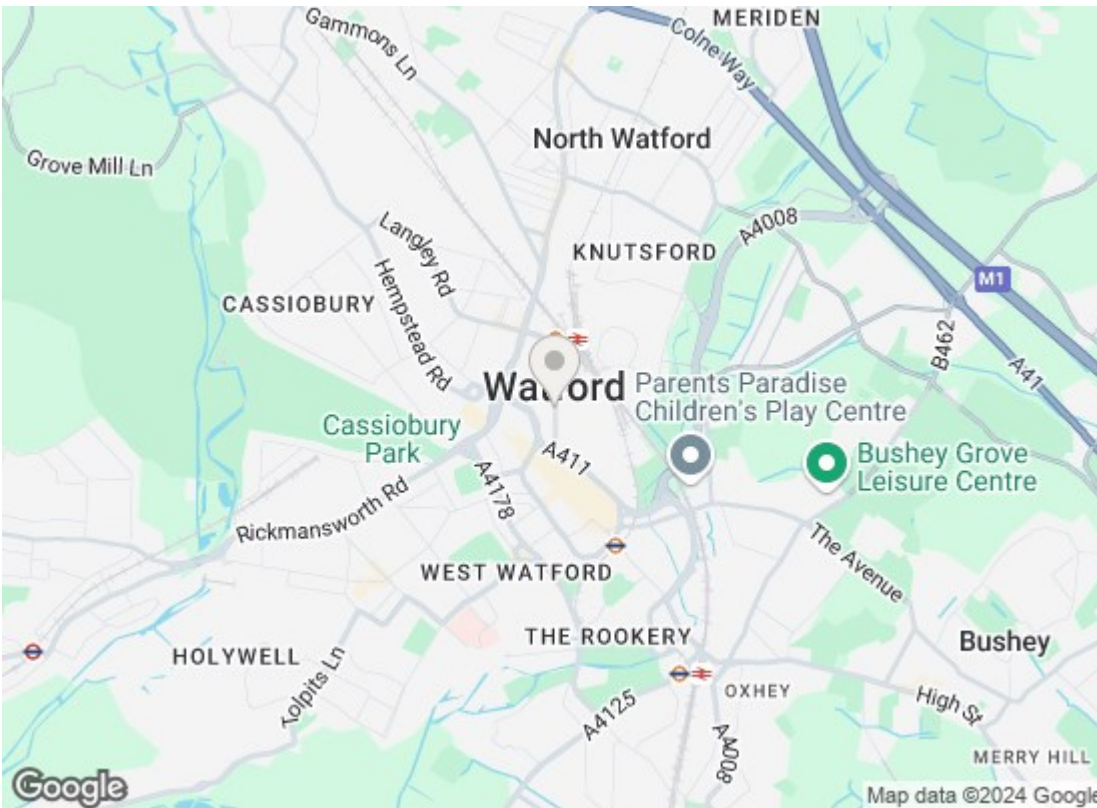 MERIDEN
Gammons Ln
Colne Way
North Watford
Grove Mill Ln
A4008
Langley Rd
KNUTSFORD
M1
Hempstead Rd
CASSIOBURY
B462
A41
Watford
Parents Paradise
Children's Play Centre
Cassiobury
Park
A411
Bushey Grove
Leisure Centre
A4178
Rickmansworth Rd
The Avenue
WEST WATFORD
THE ROOKERY
Bushey
HOLYWELL
Tolpits Ln
OXHEY
High St
A4125
A4008
MERRY HILL
Google
Map data ©2024 Google